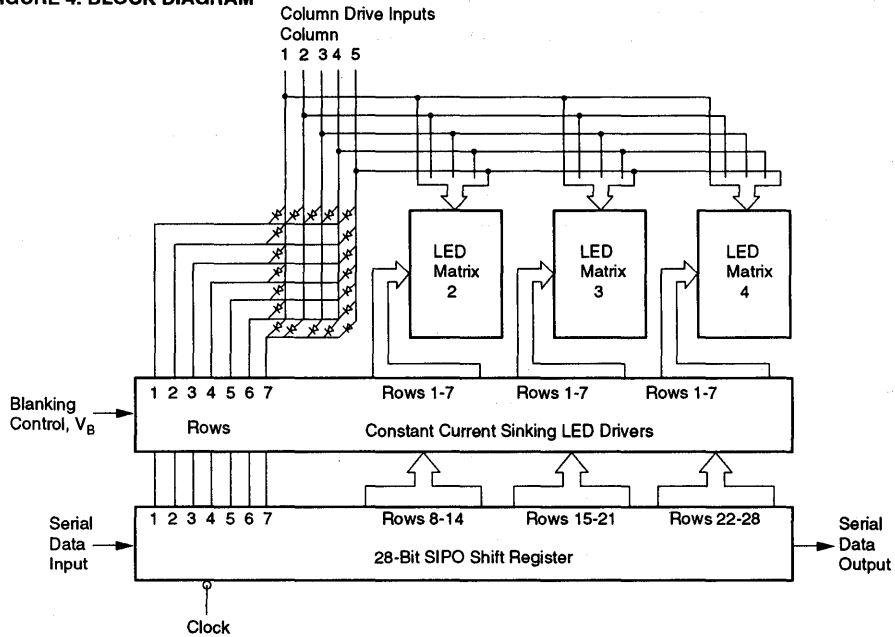 FIGURE 4. BLOCK DIAGRAM
Column Drive Inputs
Column
1 2 3 4 5
LED
Matrix
2
LED
Matrix
3
LED
Matrix
4
1 2 3 4 5 6 7
Rows 1-7
Rows 1-7
Rows 1-7
Blanking
Control, VB
Rows
Constant Current Sinking LED Drivers
1 2 3 4 5 6 7
Rows 8-14
Rows 15-21
Rows 22-28
Serial
Data
Input
28-Bit SIPO Shift Register
Serial
Data
Output
Clock